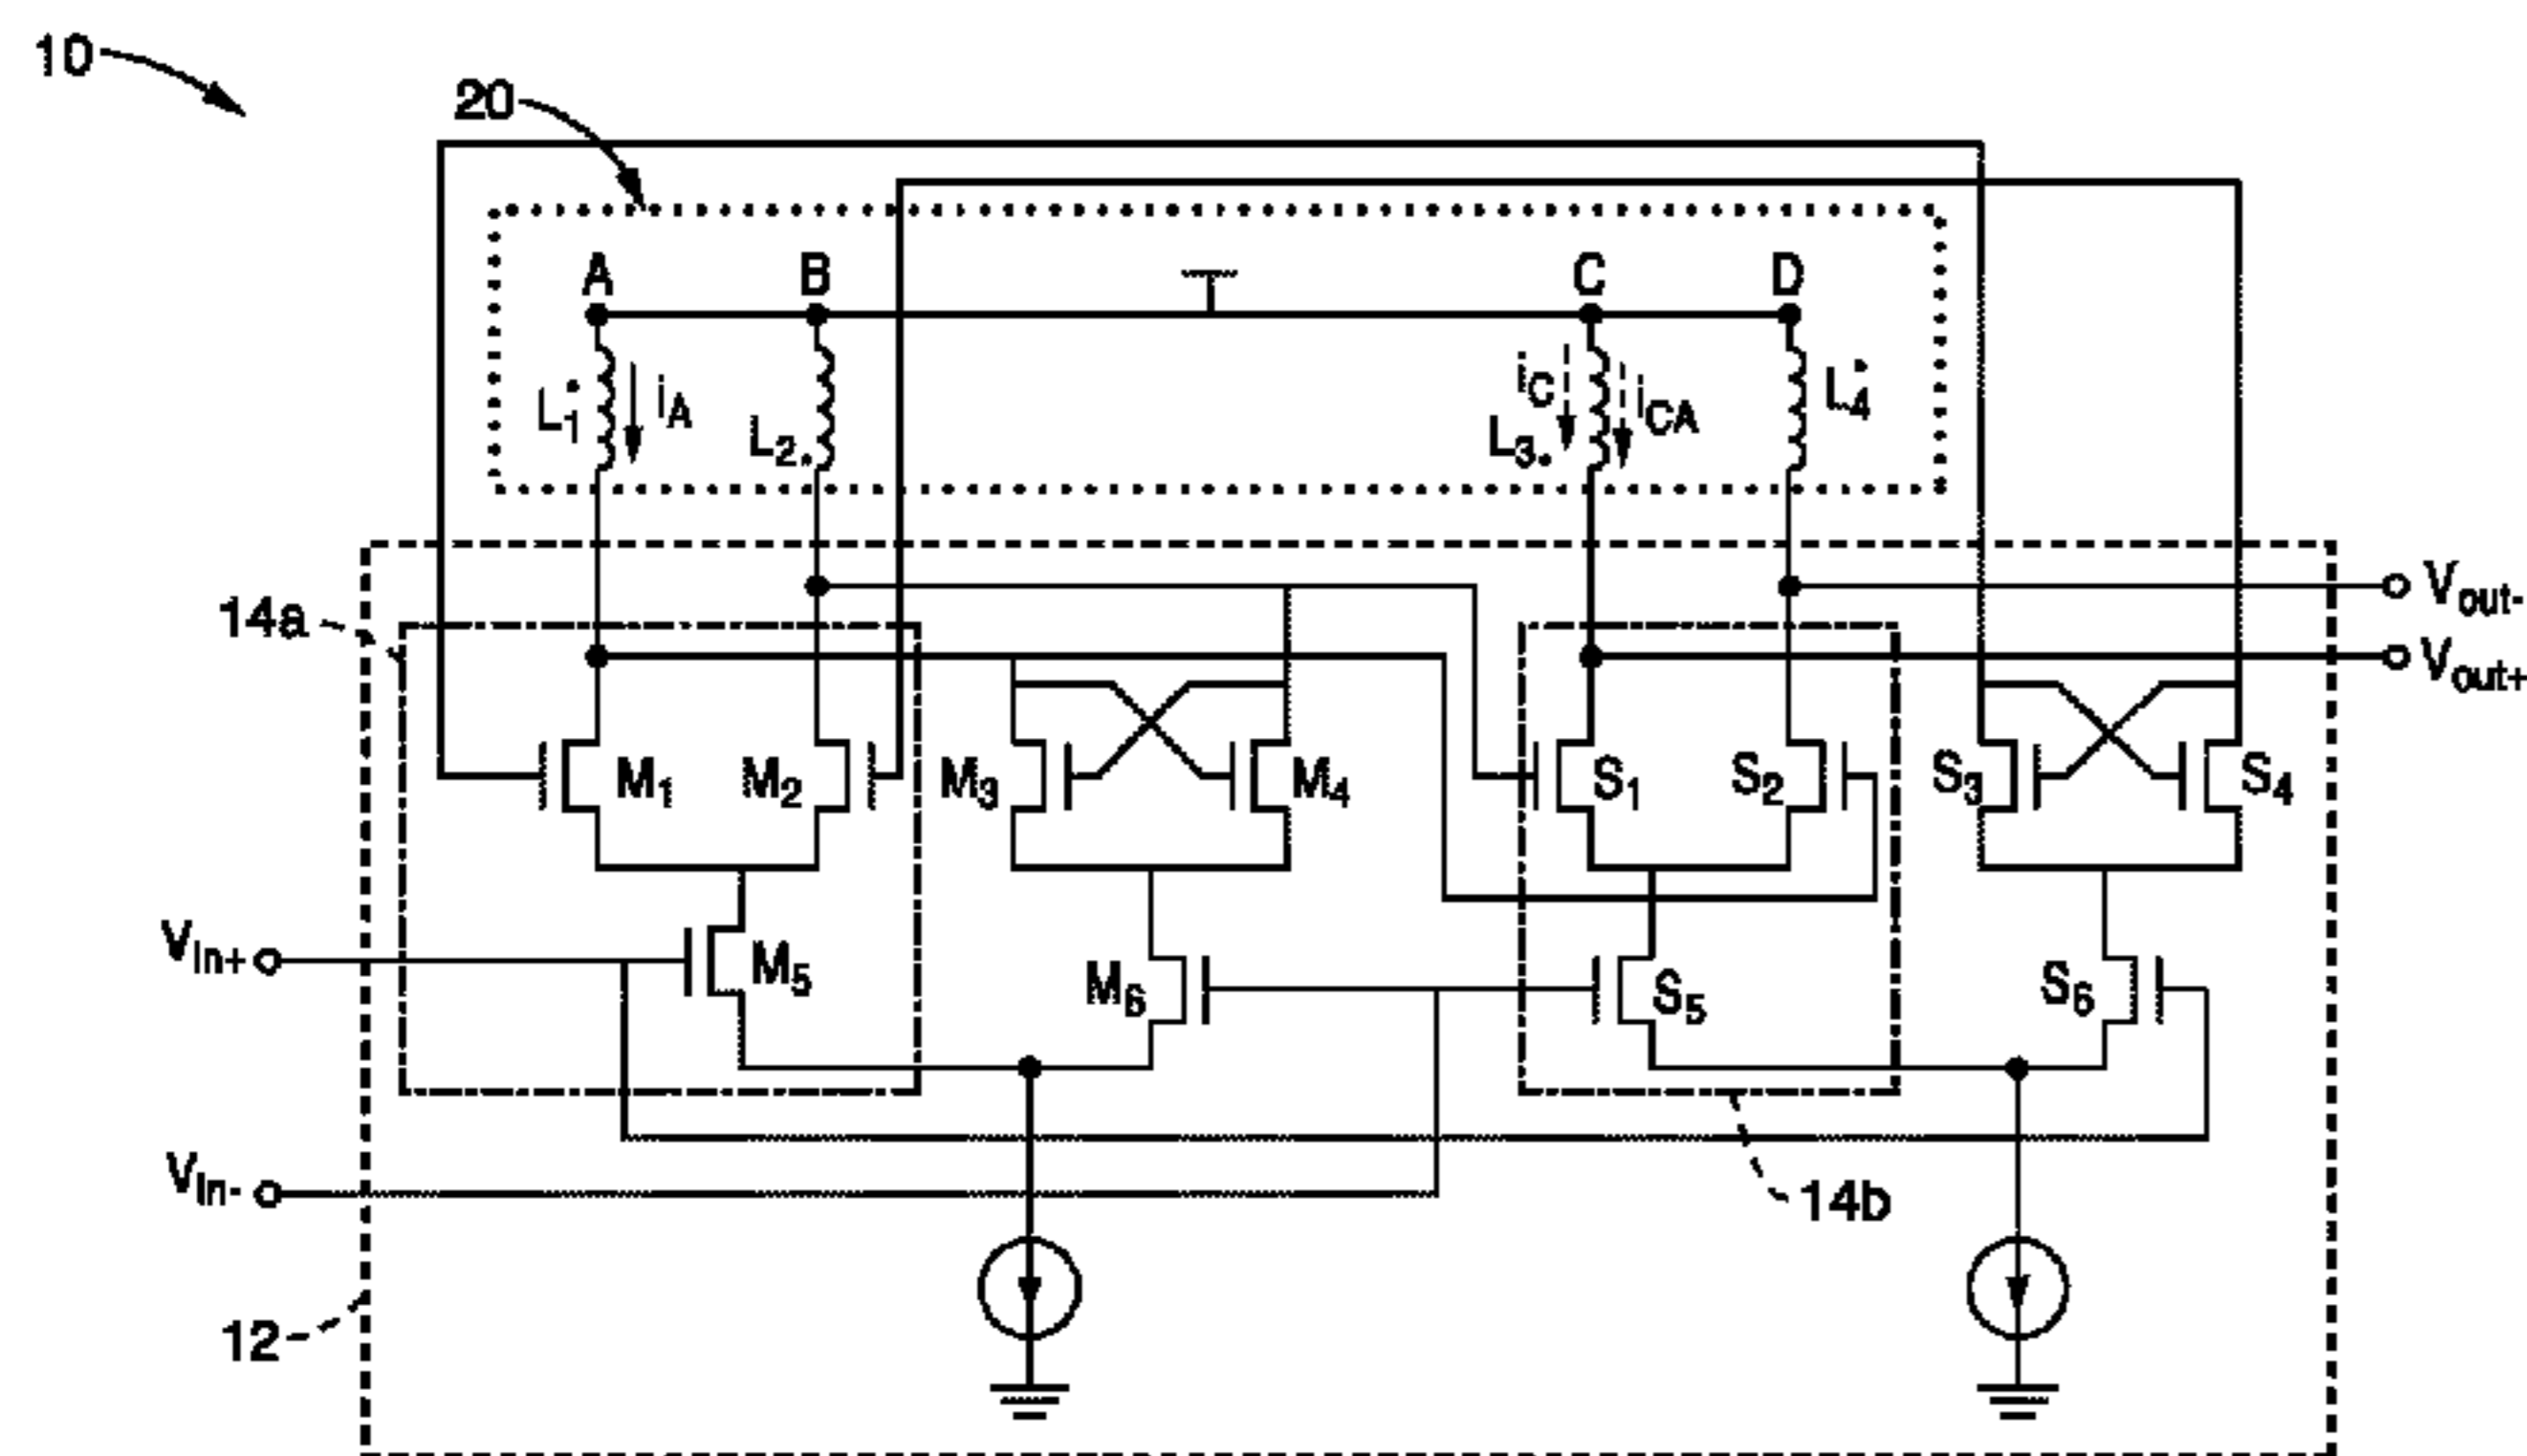 10
20
A B C D
L1 iA L2 iC L3 iCA L4
Vout-
14a
Vout+
M1 M2 M3 M4 S1 S2 S3 S4
Vin+
M5 M6 S5 S6
Vin-
14b
12